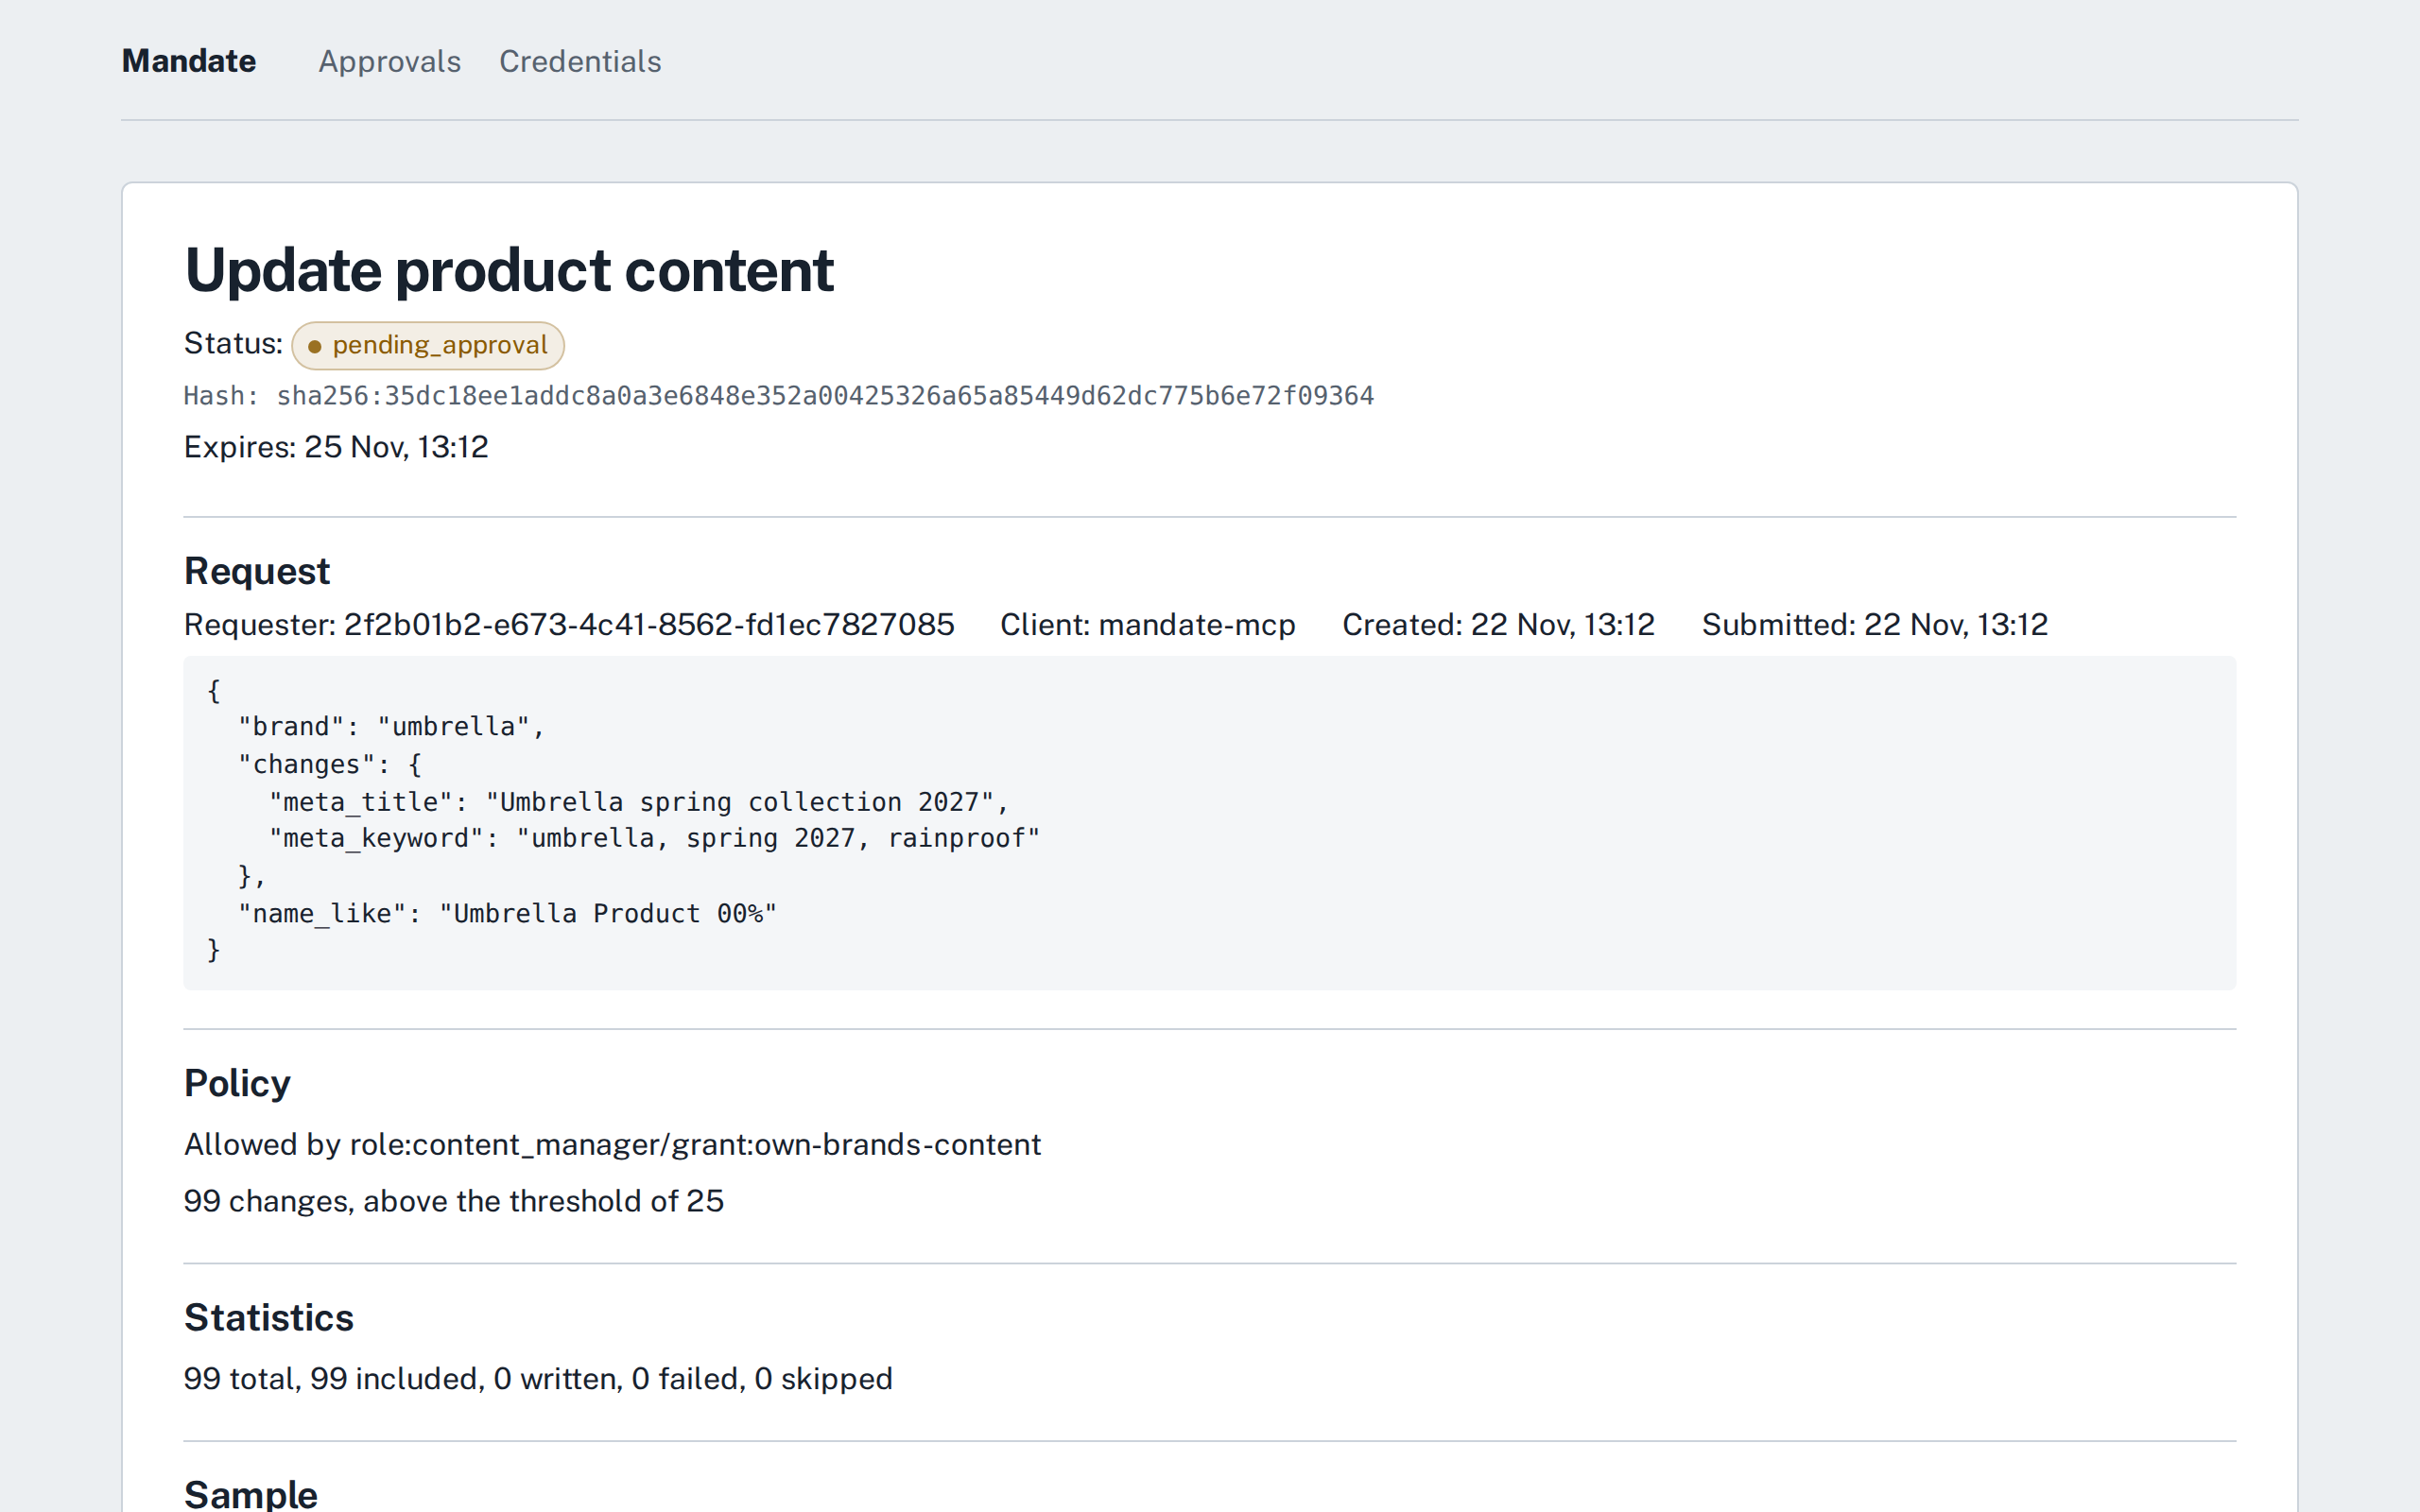 Mandate Approvals Credentials
Update product content
Status: pending_approval
Hash: sha256:35dc18ee1addc8a0a3e6848e352a00425326a65a85449d62dc775b6e72f09364
Expires: 25 Nov, 13:12
Request
Requester: 2f2b01b2-e673-4c41-8562-fd1ec7827085 Client: mandate-mcp Created: 22 Nov, 13:12 Submitted: 22 Nov, 13:12
{
  "brand": "umbrella",
  "changes": {
    "meta_title": "Umbrella spring collection 2027",
    "meta_keyword": "umbrella, spring 2027, rainproof"
  },
  "name_like": "Umbrella Product 00%"
}
Policy
Allowed by role:content_manager/grant:own-brands-content
99 changes, above the threshold of 25
Statistics
99 total, 99 included, 0 written, 0 failed, 0 skipped
Sample